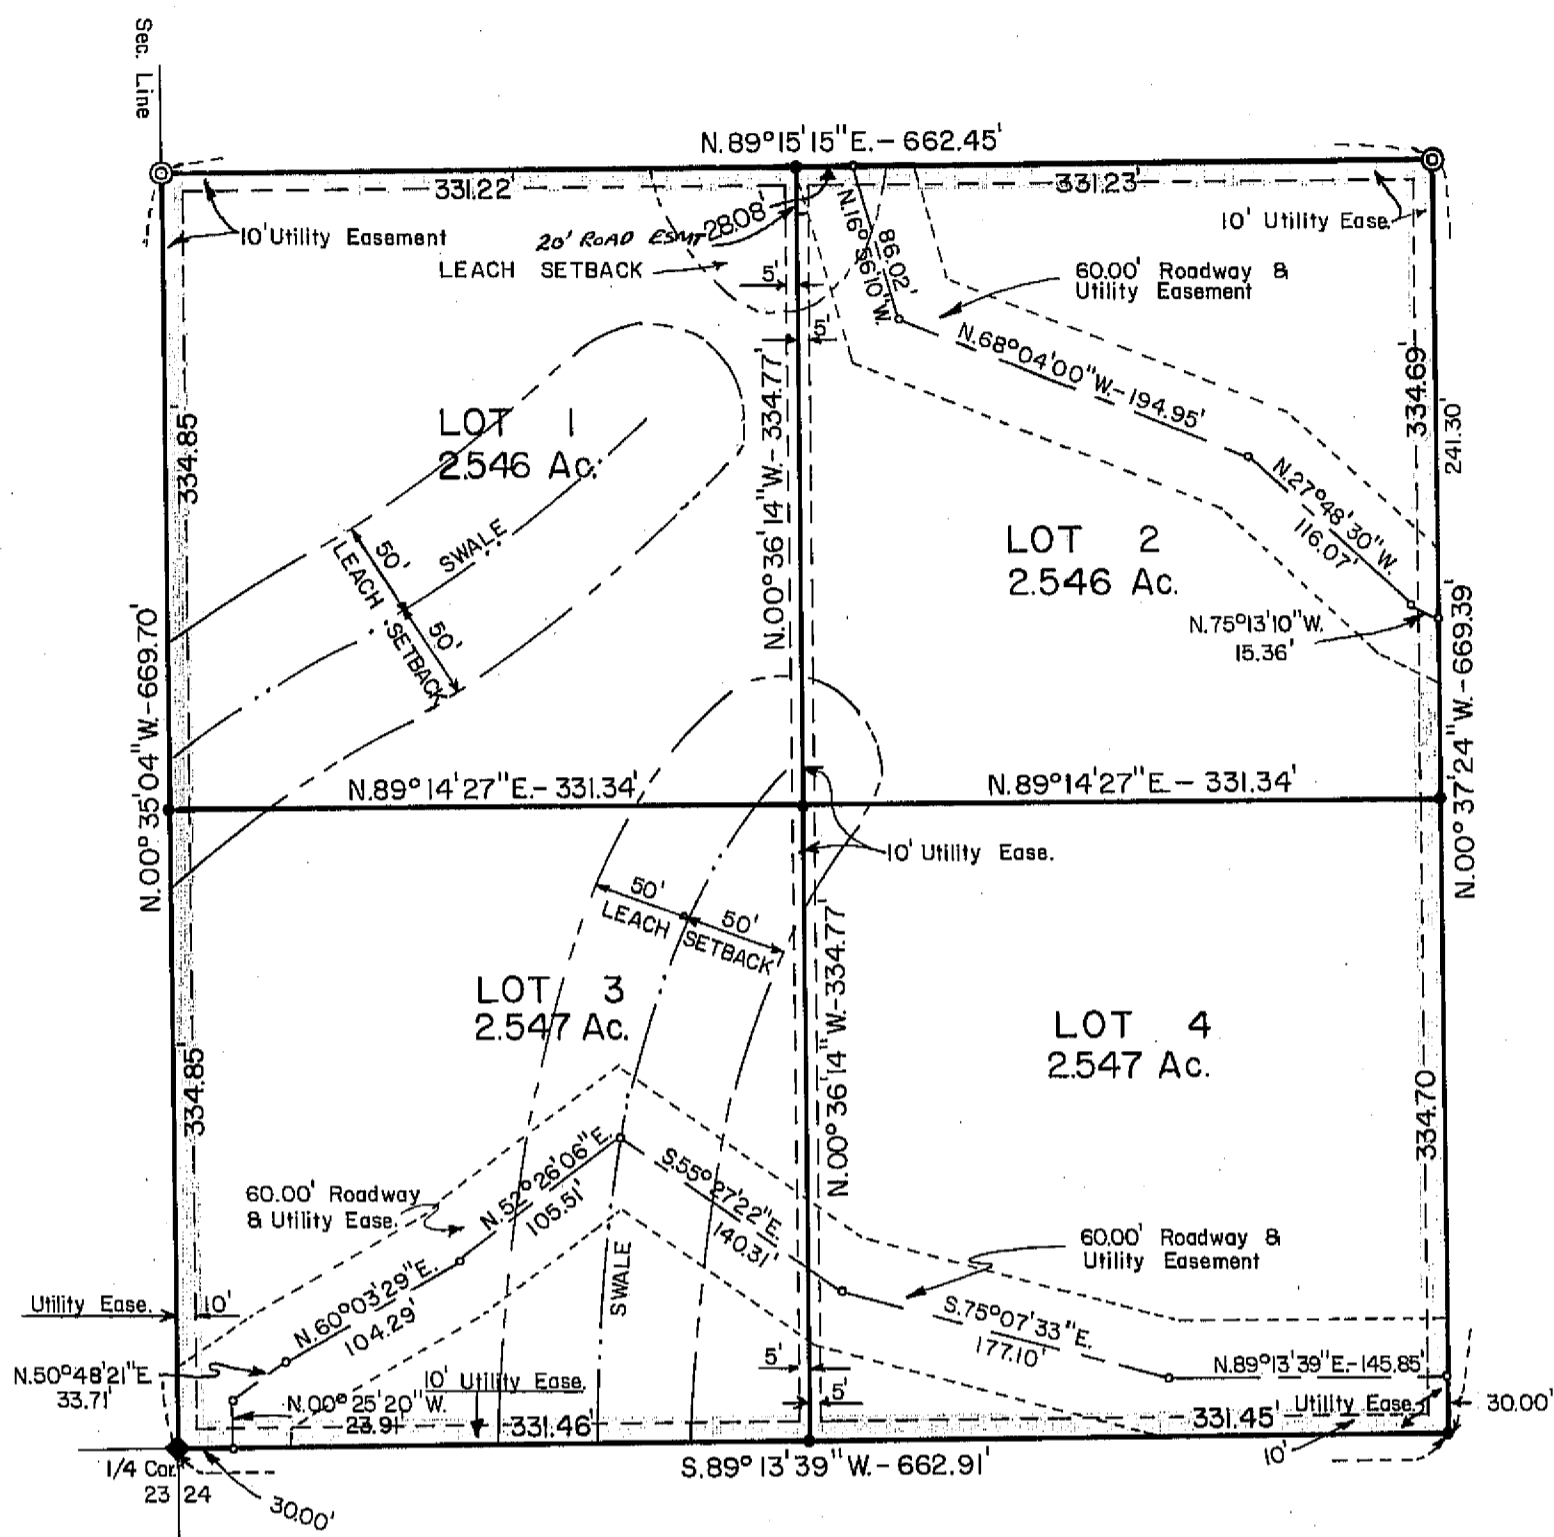 Sec. Line
N.89°15'15"E.-662.45'
331.22'
331.23'
10' Utility Easement
20' ROAD ESMT
28.08'
LEACH SETBACK
5'
5'
N.16°56'10"W.
86.02'
10' Utility Ease.
60.00' Roadway &
Utility Easement
N.68°04'00"W.-194.95'
334.69'
241.30'
LOT 1
2.546 Ac.
334.85'
N.00°36'14"W.-334.77'
N.27°48'30"W.
116.07'
50'
50'
LEACH SETBACK
SWALE
LOT 2
2.546 Ac.
N.75°13'10"W.
15.36'
N.00°35'04"W.-669.70'
N.00°37'24"W.-669.39'
N.89°14'27"E.-331.34'
N.89°14'27"E.-331.34'
10' Utility Ease.
50'
50'
LEACH SETBACK
LOT 3
2.547 Ac.
N.00°36'14"W.-334.77'
LOT 4
2.547 Ac.
334.85'
334.70
60.00' Roadway
& Utility Ease.
N.52°26'06"E.
105.51'
S.55°27'22"E.
140.31'
60.00' Roadway &
Utility Easement
SWALE
Utility Ease.
10'
N.60°03'29"E.
104.29'
S.75°07'33"E.
177.10'
N.50°48'21"E.
33.71'
N.89°13'39"E.-145.85'
5'
5'
N.00°25'20"W.
23.91'
10' Utility Ease.
331.46'
331.45'
Utility Ease.
30.00'
10'
1/4 Cor.
23 24
30.00'
S.89°13'39"W.-662.91'